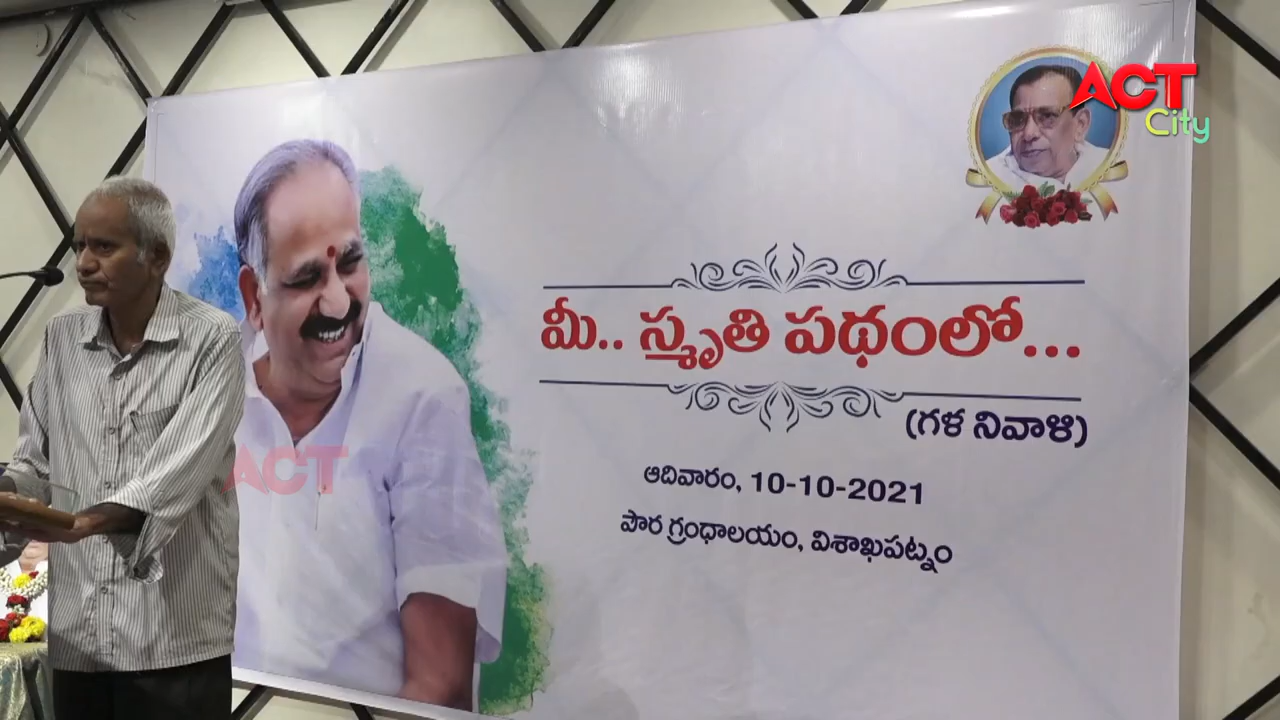 ACT
City
మీ.. స్మృతి పథంలో...
(గళ నివాళి)
ఆదివారం, 10-10-2021
పౌర గ్రంధాలయం, విశాఖపట్నం
ACT